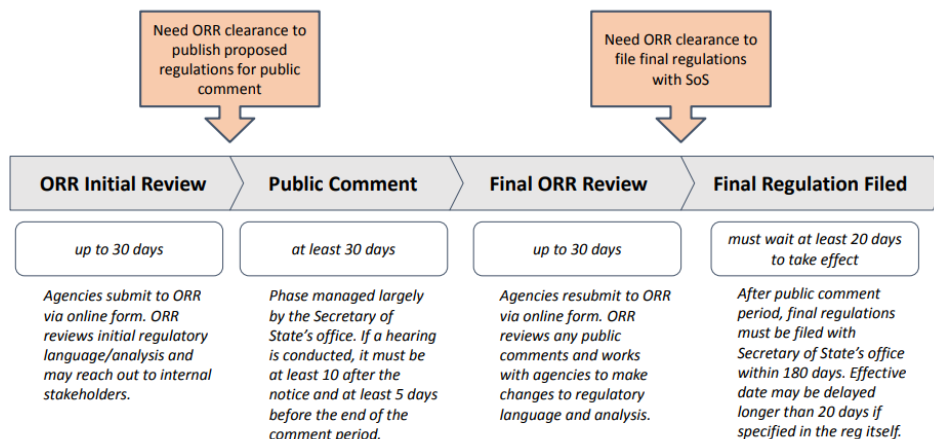 Need ORR clearance to
publish proposed
regulations for public
comment
Need ORR clearance to
file final regulations
with SoS
ORR Initial Review
Public Comment
Final ORR Review
Final Regulation Filed
up to 30 days
at least 30 days
up to 30 days
must wait at least 20 days
to take effect
Agencies submit to ORR
via online form. ORR
reviews initial regulatory
language/analysis and
may reach out to internal
stakeholders.
Phase managed largely
by the Secretary of
State’s office. If a hearing
is conducted, it must be
at least 10 after the
notice and at least 5 days
before the end of the
comment period.
Agencies resubmit to ORR
via online form. ORR
reviews any public
comments and works
with agencies to make
changes to regulatory
language and analysis.
After public comment
period, final regulations
must be filed with
Secretary of State’s office
within 180 days. Effective
date may be delayed
longer than 20 days if
specified in the reg itself.